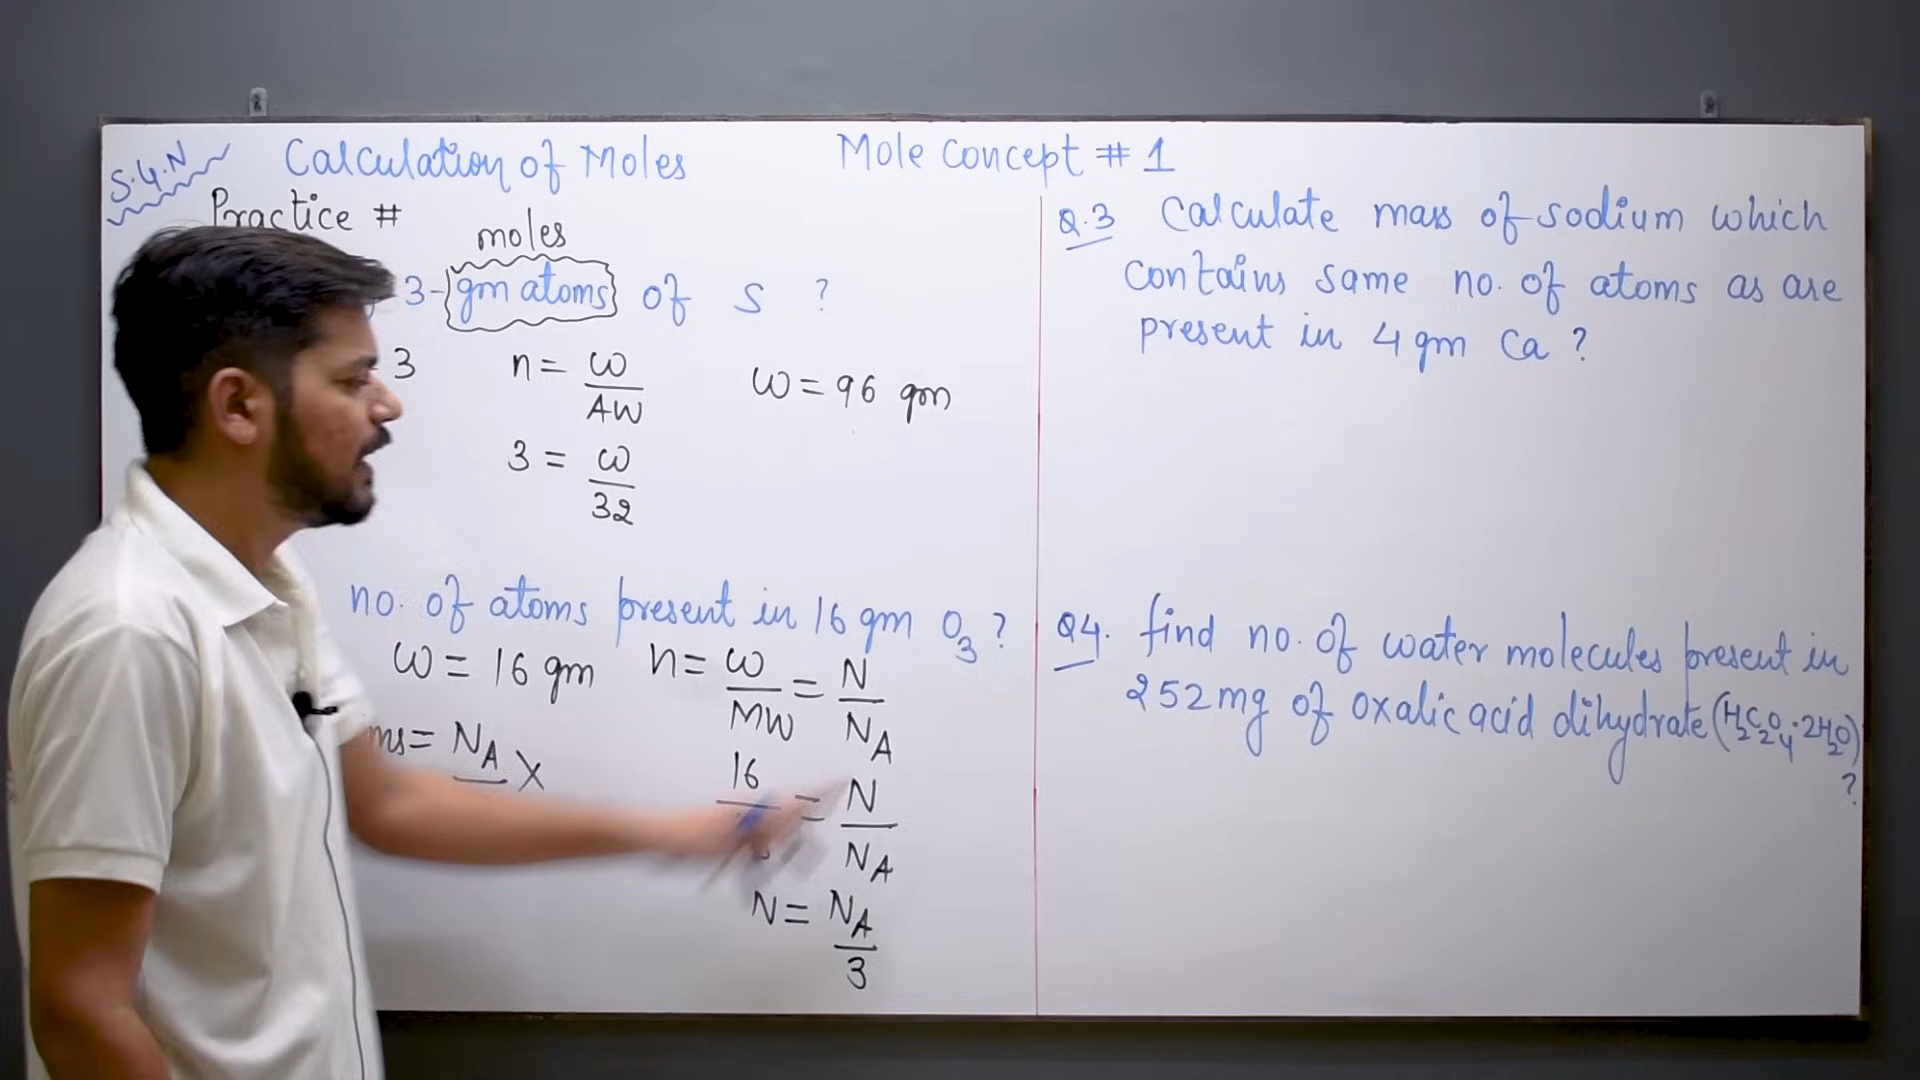 S.Y.N
Calculation of Moles
Mole Concept # 1
Practice #
moles
3-gm atoms of S ?
3
n = w/AW
w = 96 gm
3 = w/32
no. of atoms present in 16 gm O3 ?
w = 16 gm
n = w/MW = N/NA
ms = NA X
16 = N/NA
N = NA/3
Q.3 Calculate mass of sodium which
contains same no. of atoms as are
present in 4 gm Ca ?
Q4. find no. of water molecules present in
252 mg of oxalic acid dihydrate (H2C2O4.2H2O)
?